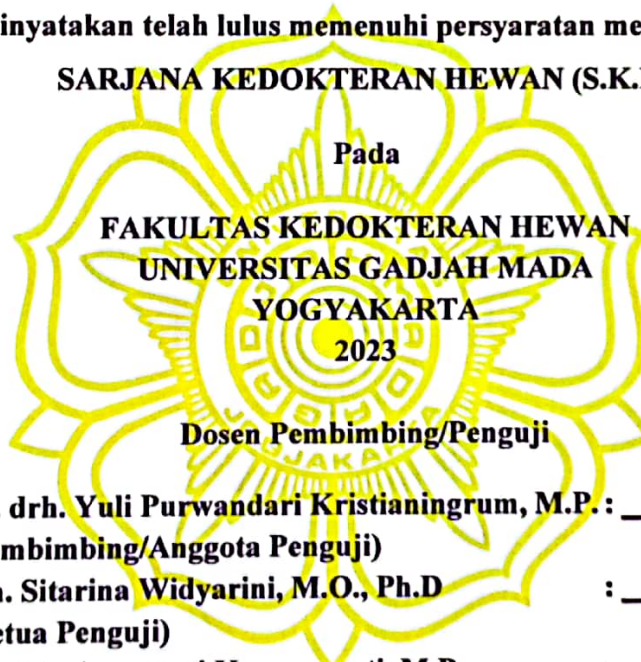 inyatakan telah lulus memenuhi persyaratan me
SARJANA KEDOKTERAN HEWAN (S.K.
Pada
FAKULTAS KEDOKTERAN HEWAN
UNIVERSITAS GADJAH MADA
YOGYAKARTA
2023
Dosen Pembimbing/Penguji
. drh. Yuli Purwandari Kristianingrum, M.P.: _
mbimbing/Anggota Penguji)
. Sitarina Widyarini, M.O., Ph.D : _
etua Penguji)